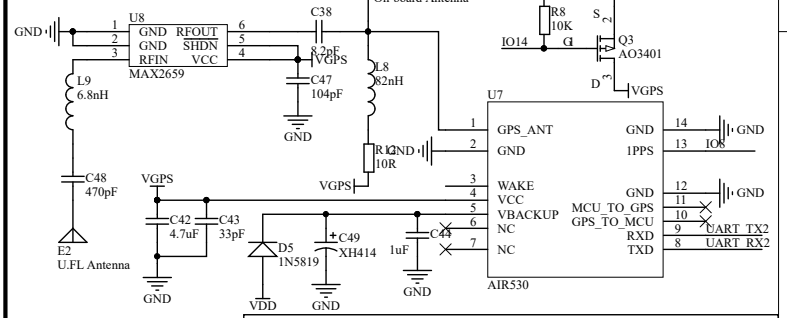 C38
8.2pF
On-board Antenna
R8
10K
S
2
IO14
G
1
Q3
AO3401
D
3
VGPS
U8
GND
1
GND
RFOUT
6
2
GND
SHDN
5
3
RFIN
VCC
4
VGPS
MAX2659
L9
6.8nH
C47
104pF
GND
L8
82nH
R12
10R
VGPS
C48
470pF
E2
U.FL Antenna
VGPS
C42
4.7uF
C43
33pF
GND
D5
1N5819
VDD
C49
XH414
GND
C44
1uF
GND
U7
1
GPS_ANT
GND
14
GND
GND
2
GND
1PPS
13
IO8
3
WAKE
GND
12
GND
4
VCC
MCU_TO_GPS
11
5
VBACKUP
GPS_TO_MCU
10
6
NC
RXD
9
UART_TX2
7
NC
TXD
8
UART_RX2
AIR530